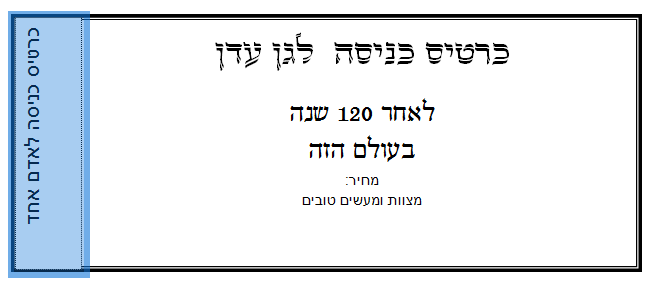 כרטיס כניסה לגן עדן
לאחר 120 שנה
בעולם הזה
מחיר:
מצוות ומעשים טובים
כרטיס כניסה לאדם אחד